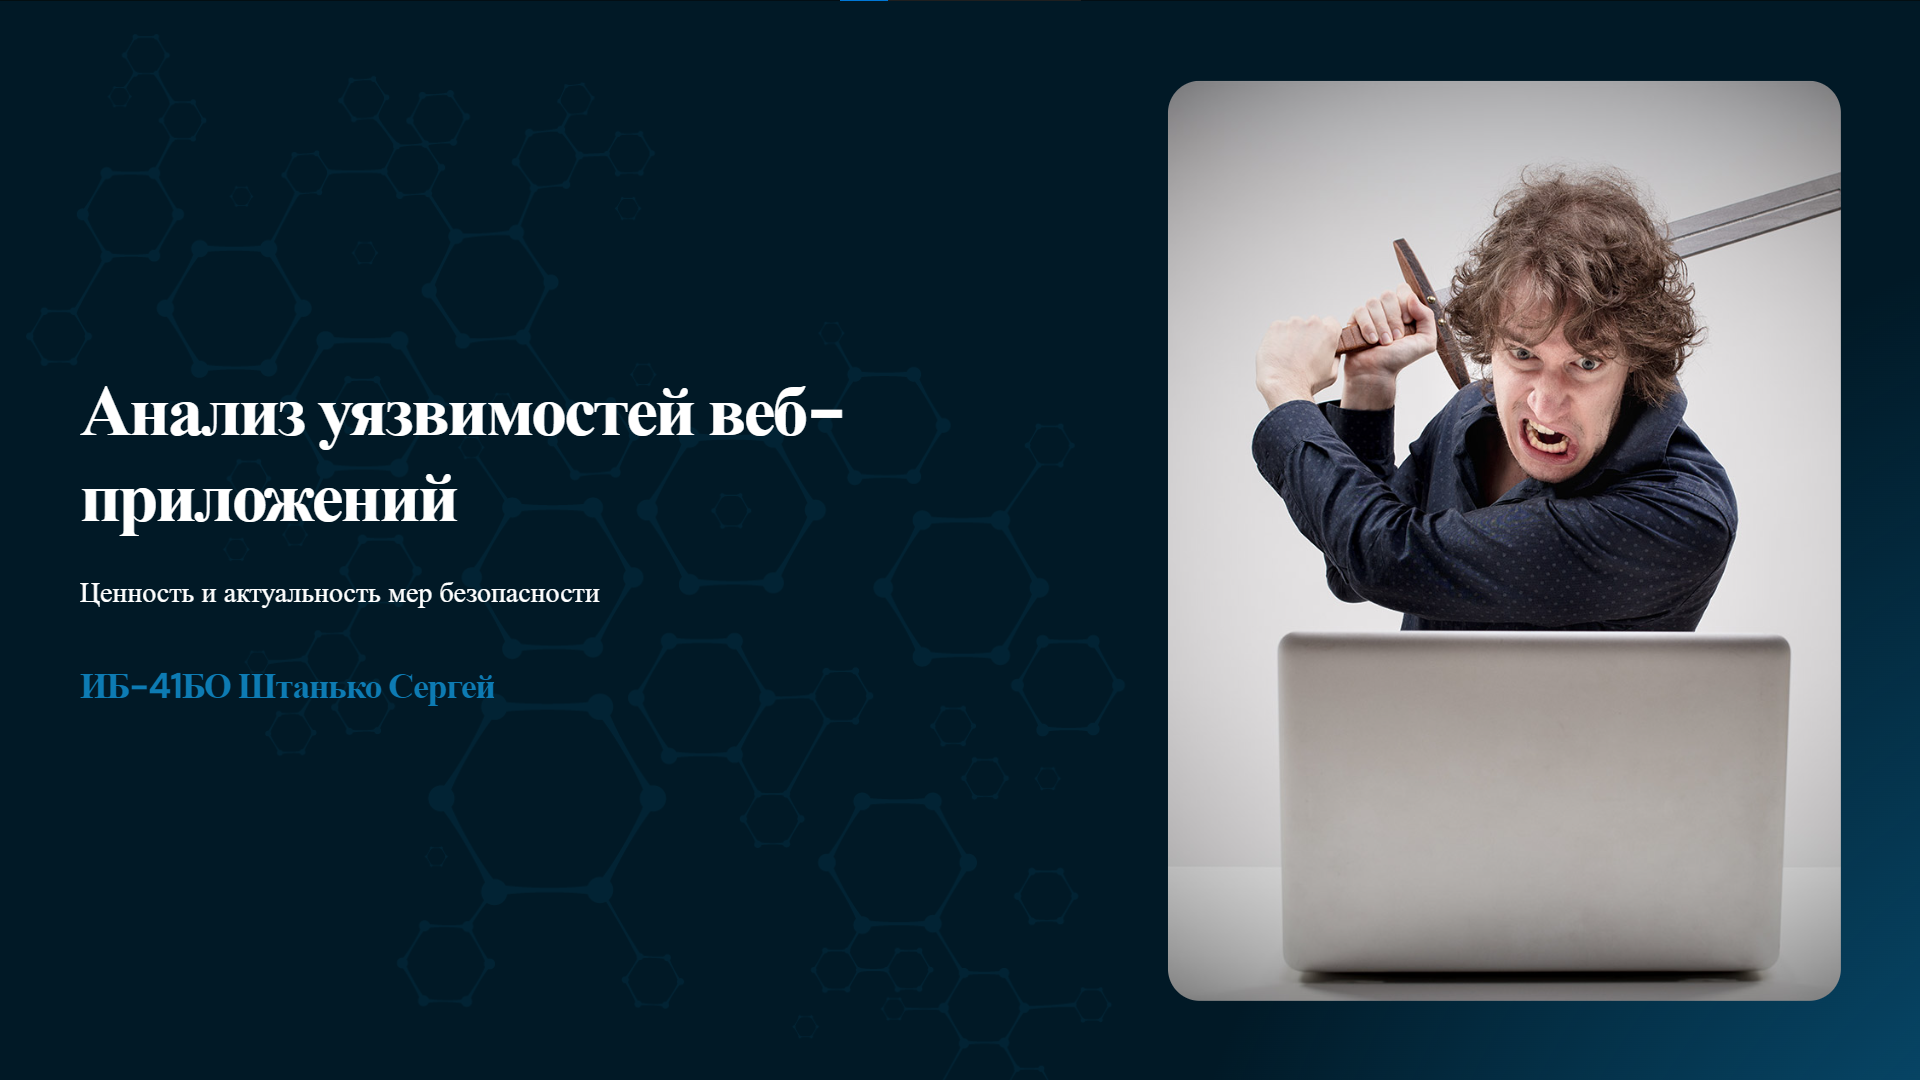 Анализ уязвимостей веб-
приложений
Ценность и актуальность мер безопасности
ИБ-41БО Штанько Сергей